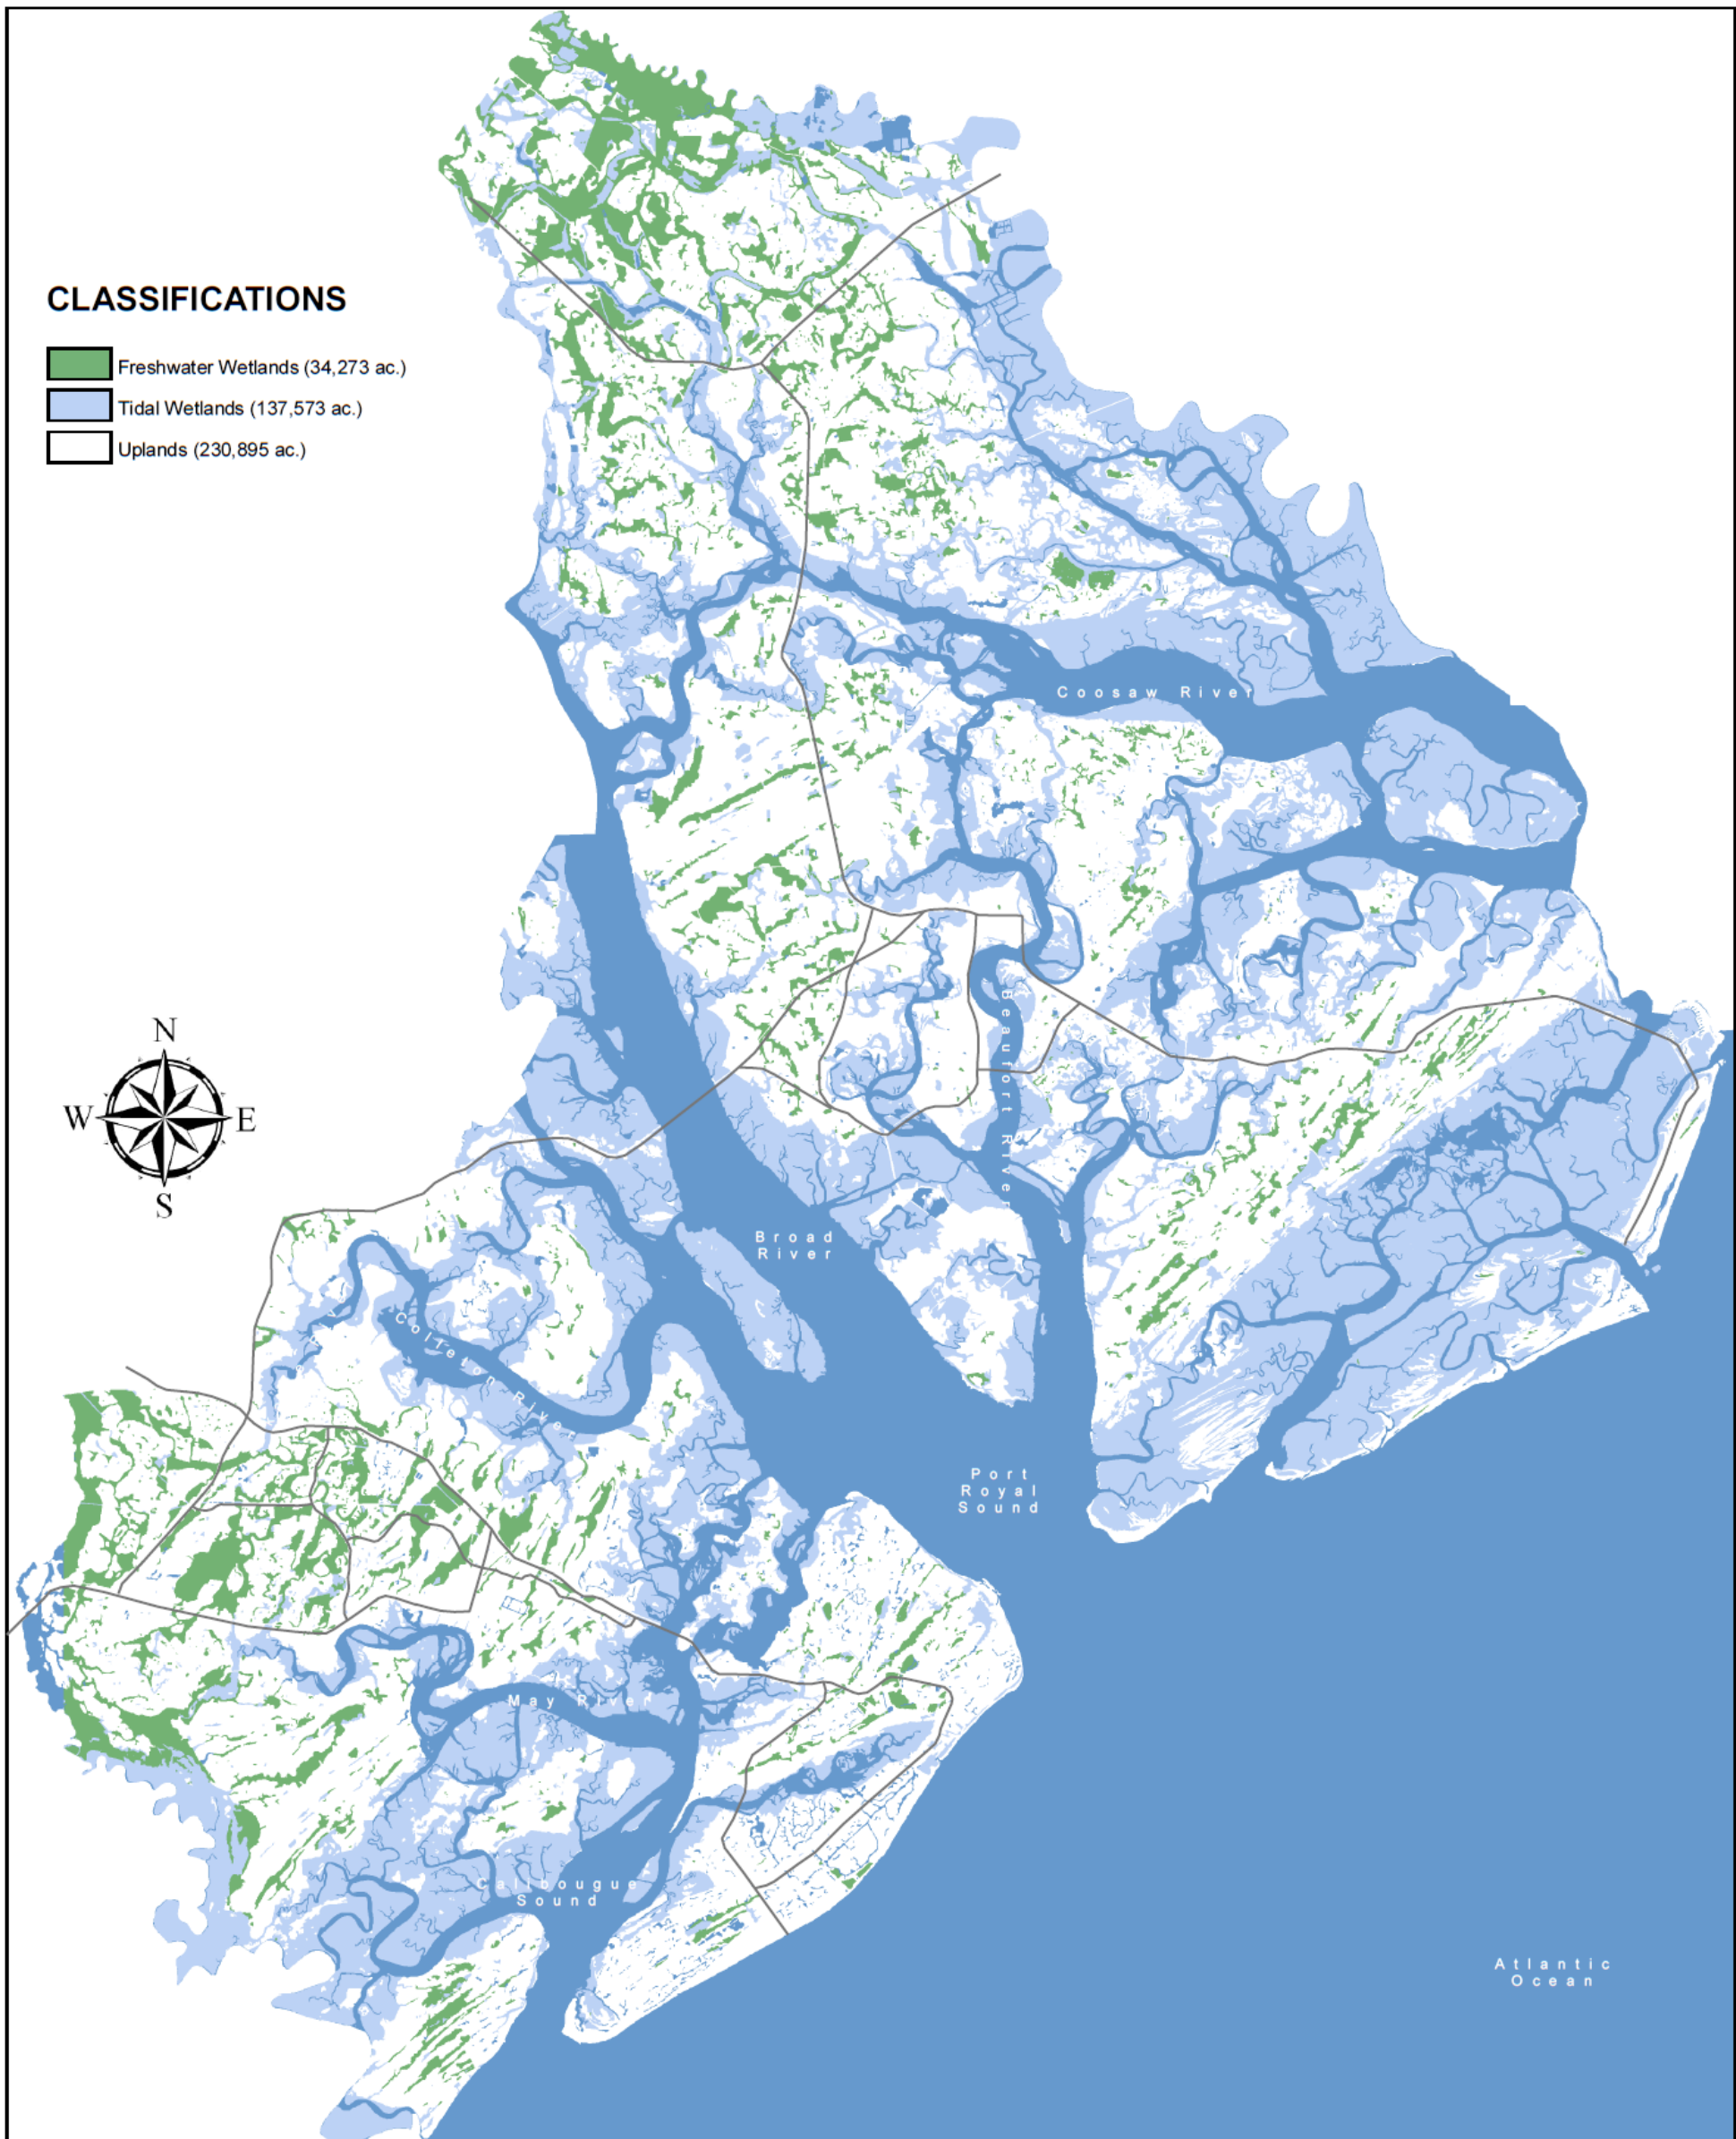 CLASSIFICATIONS
Freshwater Wetlands (34,273 ac.)
Tidal Wetlands (137,573 ac.)
Uplands (230,895 ac.)
Coosaw River
N
W
E
S
Beaufort River
Broad
River
Colleton River
Port
Royal
Sound
May River
Calibougue
Sound
Atlantic
Ocean